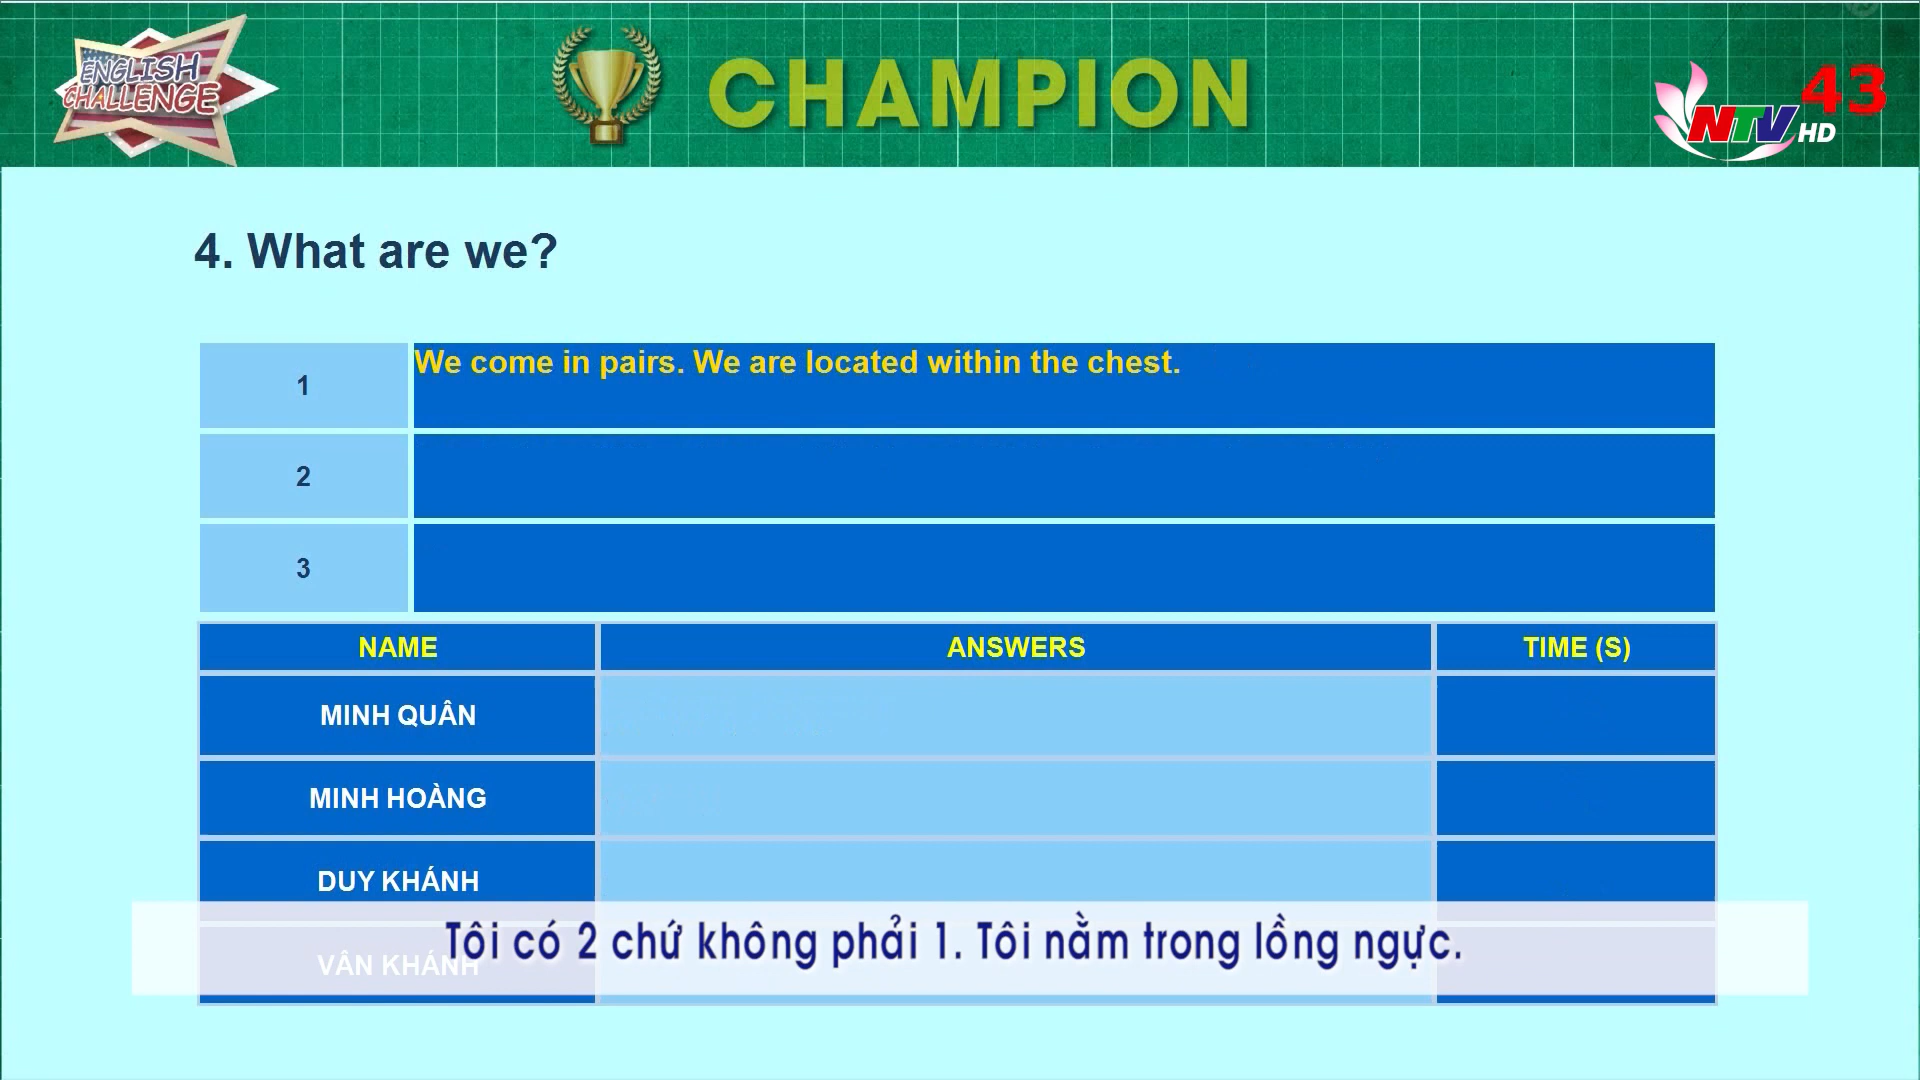 ENGLISH
CHALLENGE
CHAMPION
43
NTV HD
4. What are we?
1
We come in pairs. We are located within the chest.
2
3
NAME ANSWERS TIME (S)
MINH QUÂN
MINH HOÀNG
DUY KHÁNH
VÂN KHÁNH
Tôi có 2 chứ không phải 1. Tôi nằm trong lồng ngực.